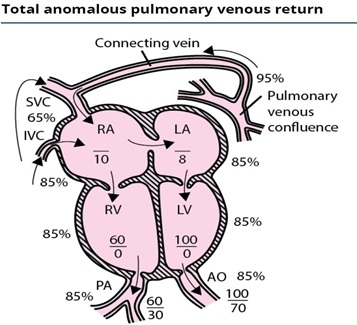 Total anomalous pulmonary venous return
Connecting vein
95%
SVC
65%
Pulmonary
venous
confluence
IVC
RA
LA
10
8
85%
85%
RV
LV
85%
85%
60
0
100
0
PA
85%
60
30
AO 85%
100
70